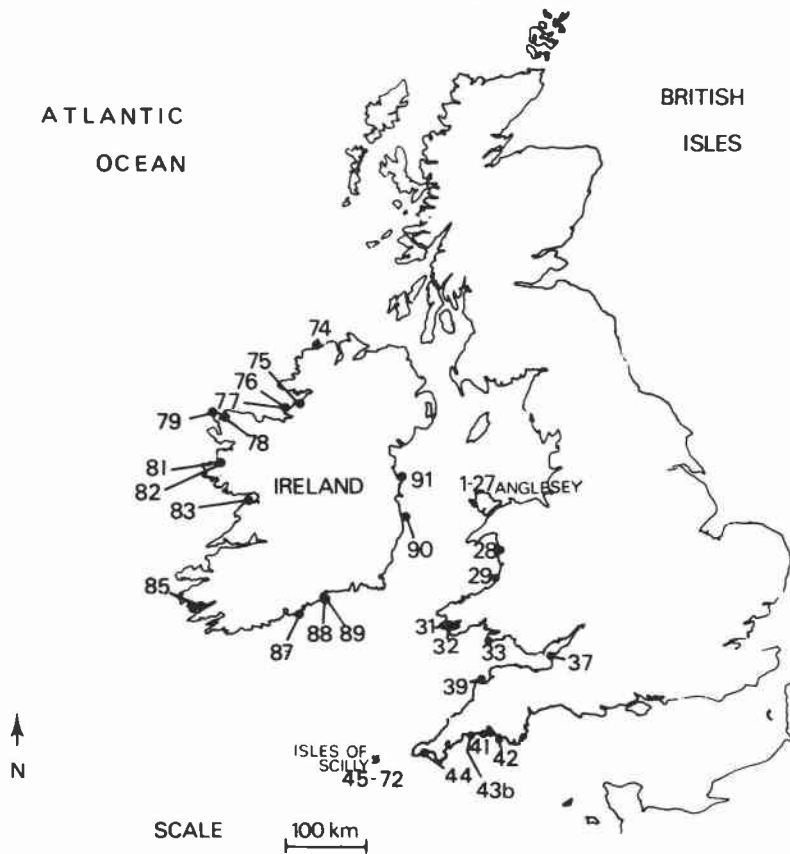 ATLANTIC
OCEAN
BRITISH
ISLES
74
75
76
77
79
78
81
82
83
IRELAND
91
1-27 ANGLESEY
90
28
29
85
31
32
33
37
87
88
89
39
41
42
44
43b
ISLES OF
SCILLY
45-72
N
SCALE
100 km